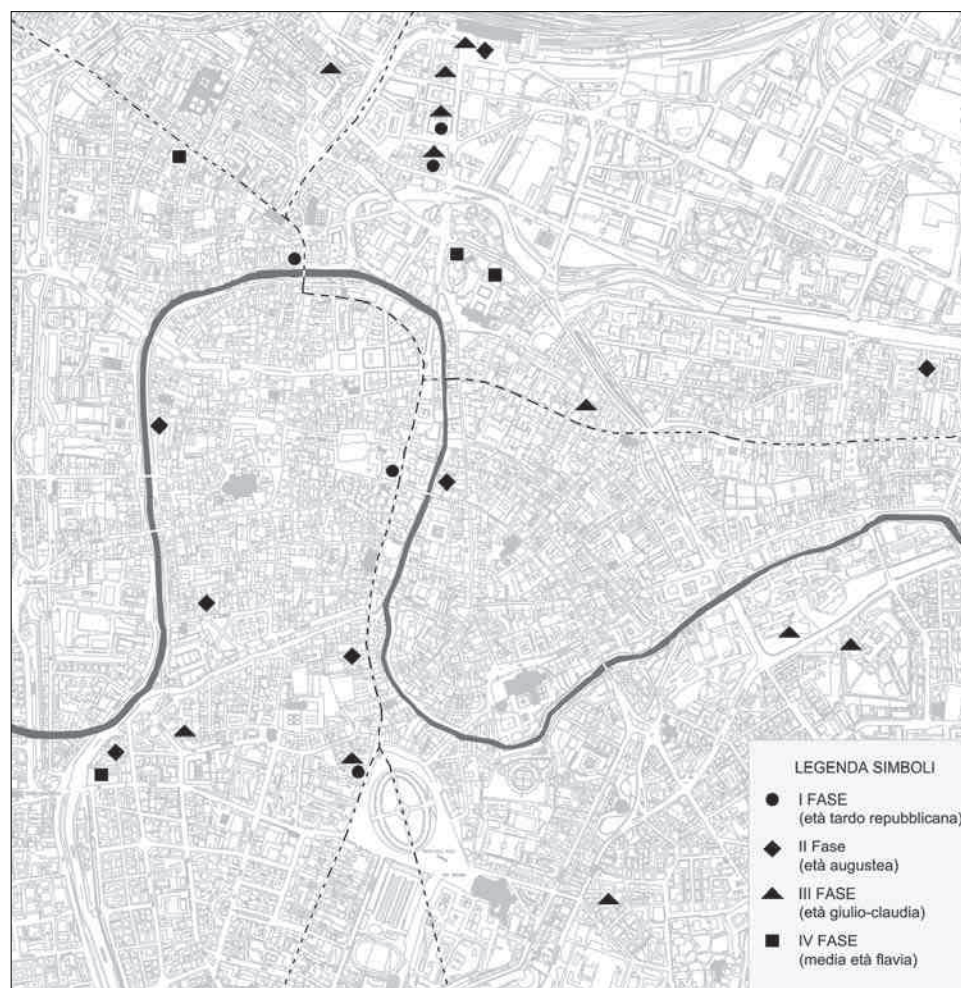 LEGENDA SIMBOLI
I FASE
(età tardo repubblicana)
II Fase
(età augustea)
III FASE
(età giulio-claudia)
IV FASE
(media età flavia)